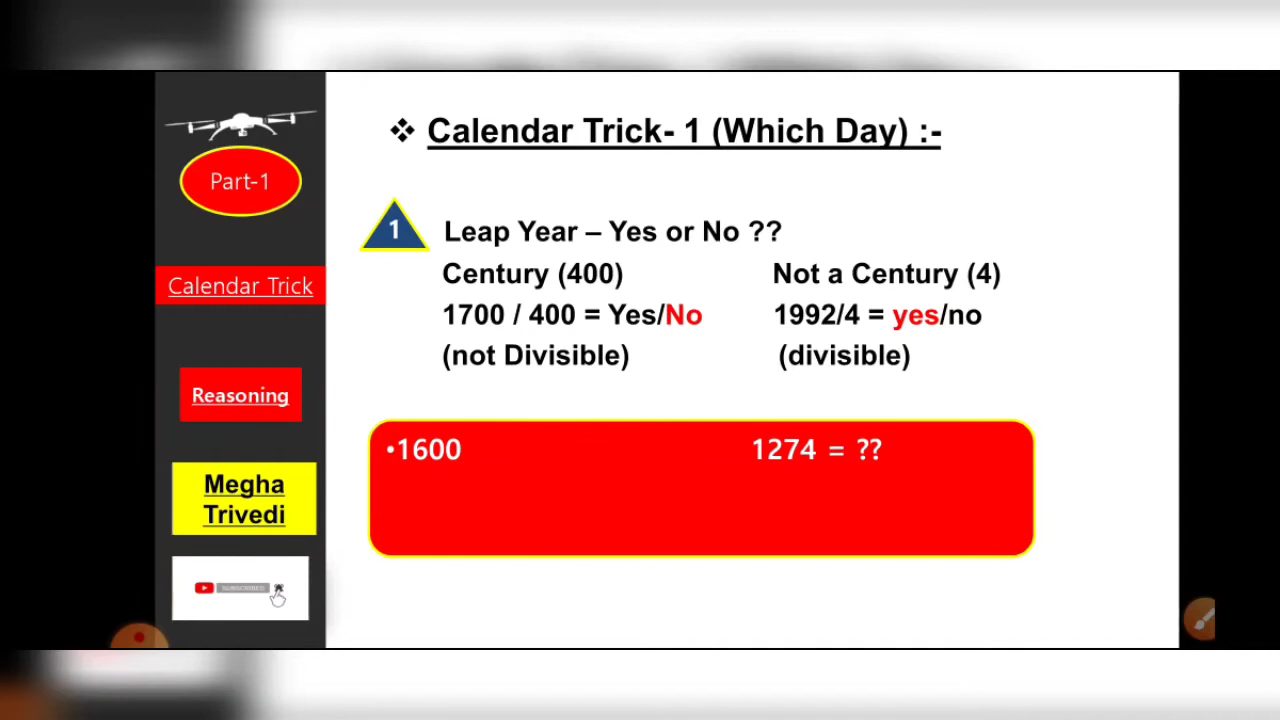 Part-1
Calendar Trick
Reasoning
Megha
Trivedi
❖ Calendar Trick- 1 (Which Day) :-
1
Leap Year – Yes or No ??
Century (400) Not a Century (4)
1700 / 400 = Yes/No 1992/4 = yes/no
(not Divisible) (divisible)
•1600 1274 = ??